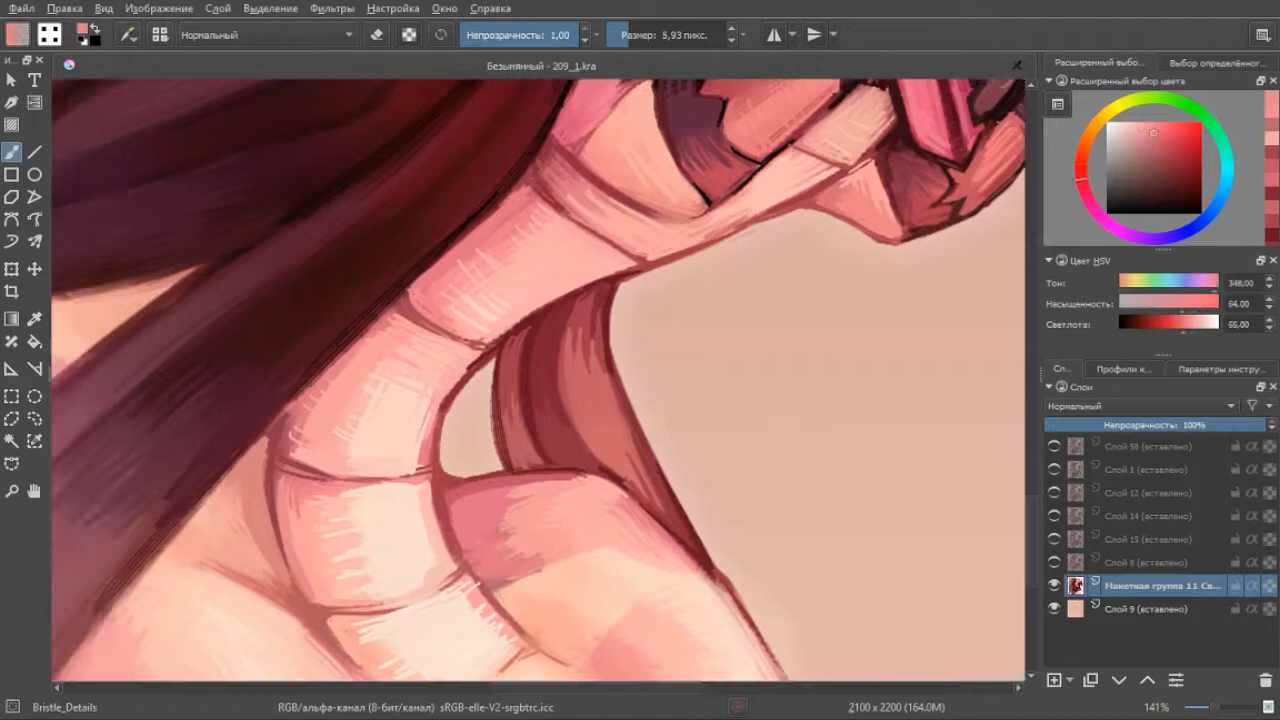 Файл Правка Вид Изображение Слой Выделение Фильтры Настройка Окно Справка
Нормальный
Непрозрачность: 1,00
Размер: 5,93 пикс.
И...
Безымянный - 209_1.kra
Расширенный выбо...
Выбор определённог...
Расширенный выбор цвета
Цвет HSV
Тон: 348,00
Насыщенность: 64,00
Светлота: 65,00
Сл...
Профили к...
Параметры инстру...
Слои
Нормальный
Непрозрачность: 100%
Слой 58 (вставлено)
Слой 1 (вставлено)
Слой 12 (вставлено)
Слой 14 (вставлено)
Слой 15 (вставлено)
Слой 8 (вставлено)
Макетная группа 11 Св...
Слой 9 (вставлено)
Bristle_Details
RGB/альфа-канал (8-бит/канал) sRGB-elle-V2-srgbtrc.icc
2100 x 2200 (164.0M)
141%